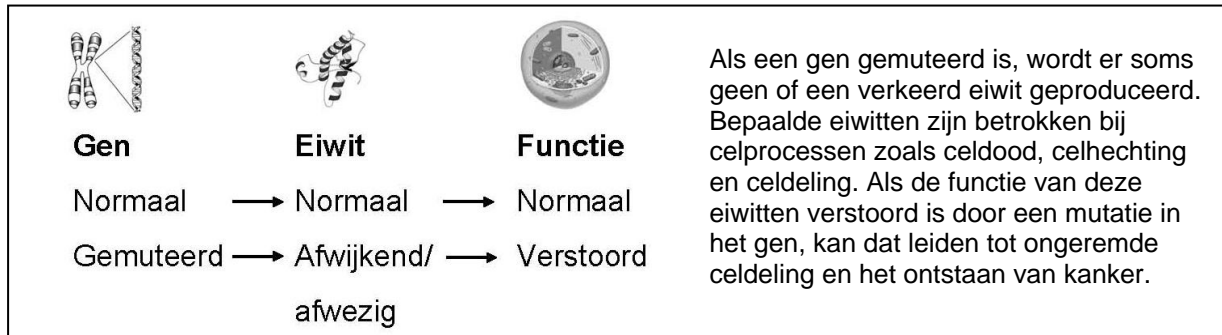 Gen Eiwit Functie
Normaal → Normaal → Normaal
Gemuteerd → Afwijkend/ → Verstoord
afwezig
Als een gen gemuteerd is, wordt er soms
geen of een verkeerd eiwit geproduceerd.
Bepaalde eiwitten zijn betrokken bij
celprocessen zoals celdood, celhechting
en celdeling. Als de functie van deze
eiwitten verstoord is door een mutatie in
het gen, kan dat leiden tot ongeremde
celdeling en het ontstaan van kanker.